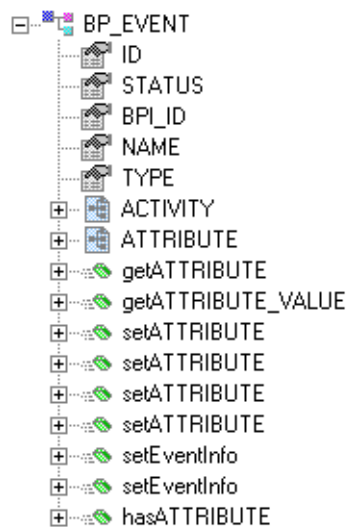 BP_EVENT
ID
STATUS
BPI_ID
NAME
TYPE
ACTIVITY
ATTRIBUTE
getATTRIBUTE
getATTRIBUTE_VALUE
setATTRIBUTE
setATTRIBUTE
setATTRIBUTE
setATTRIBUTE
setEventInfo
setEventInfo
hasATTRIBUTE